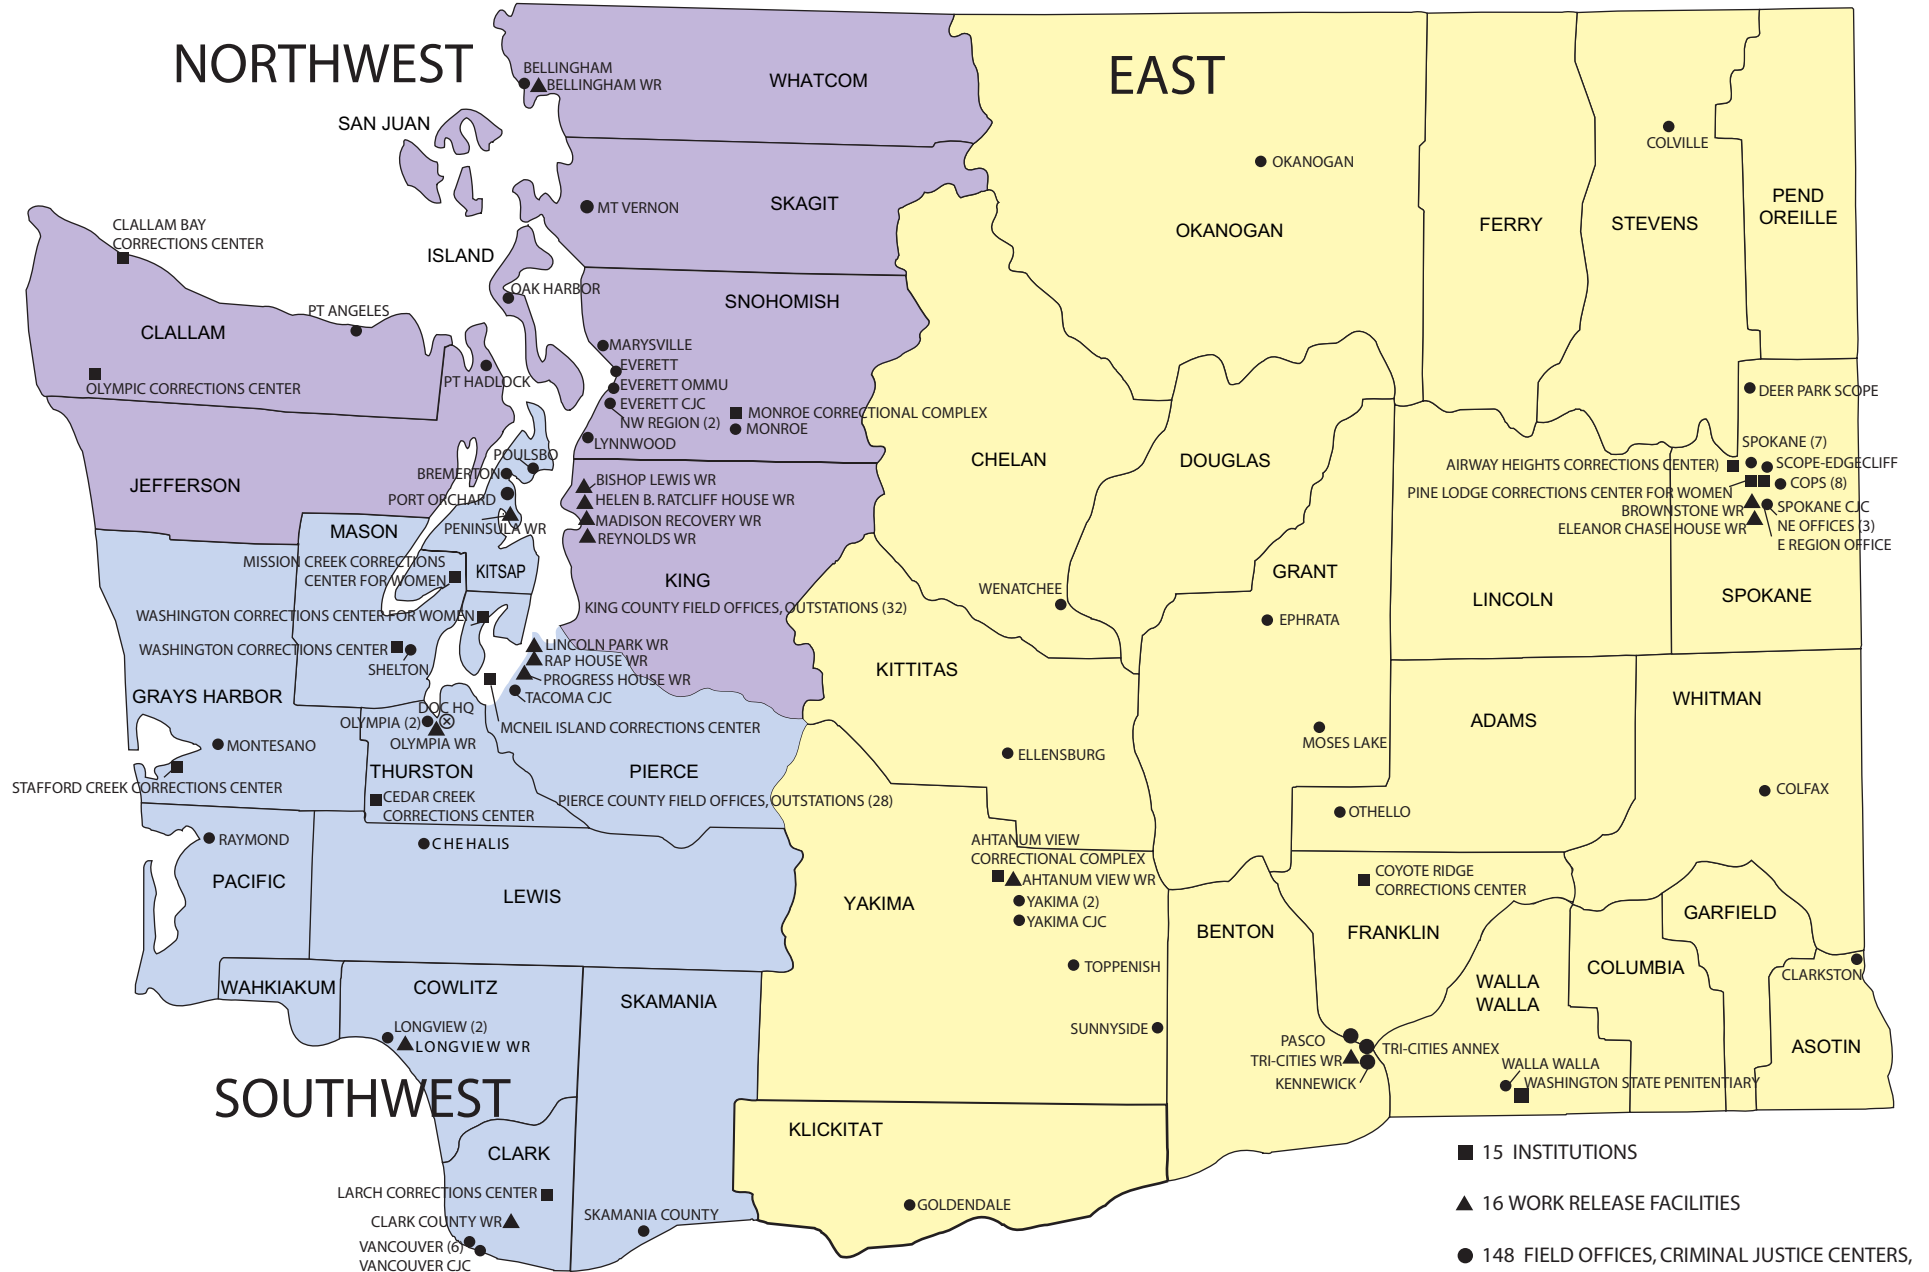 NORTHWEST
EAST
BELLINGHAM
BELLINGHAM WR
WHATCOM
SAN JUAN
COLVILLE
OKANOGAN
MT VERNON
SKAGIT
PEND
OREILLE
CLALLAM BAY
CORRECTIONS CENTER
OKANOGAN
FERRY
STEVENS
ISLAND
OAK HARBOR
SNOHOMISH
PT ANGELES
CLALLAM
MARYSVILLE
EVERETT
PT HADLOCK
EVERETT OMMU
OLYMPIC CORRECTIONS CENTER
DEER PARK SCOPE
EVERETT CJC
MONROE CORRECTIONAL COMPLEX
NW REGION (2)
MONROE
LYNNWOOD
SPOKANE (7)
POULSBO
CHELAN
DOUGLAS
AIRWAY HEIGHTS CORRECTIONS CENTER)
SCOPE-EDGECLIFF
BREMERTON
BISHOP LEWIS WR
JEFFERSON
COPS (8)
PORT ORCHARD
HELEN B. RATCLIFF HOUSE WR
PINE LODGE CORRECTIONS CENTER FOR WOMEN
BROWNSTONE WR
SPOKANE CJC
MADISON RECOVERY WR
PENINSULA WR
MASON
ELEANOR CHASE HOUSE WR
NE OFFICES (3)
REYNOLDS WR
E REGION OFFICE
MISSION CREEK CORRECTIONS
CENTER FOR WOMEN
KITSAP
KING
GRANT
WENATCHEE
LINCOLN
SPOKANE
KING COUNTY FIELD OFFICES, OUTSTATIONS (32)
WASHINGTON CORRECTIONS CENTER FOR WOMEN
EPHRATA
LINCOLN PARK WR
WASHINGTON CORRECTIONS CENTER
RAP HOUSE WR
SHELTON
KITTITAS
PROGRESS HOUSE WR
GRAYS HARBOR
TACOMA CJC
WHITMAN
DOC HQ
OLYMPIA (2)
ADAMS
MCNEIL ISLAND CORRECTIONS CENTER
OLYMPIA WR
MONTESANO
MOSES LAKE
ELLENSBURG
THURSTON
PIERCE
STAFFORD CREEK CORRECTIONS CENTER
COLFAX
CEDAR CREEK
CORRECTIONS CENTER
PIERCE COUNTY FIELD OFFICES, OUTSTATIONS (28)
OTHELLO
RAYMOND
CHEHALIS
AHTANUM VIEW
CORRECTIONAL COMPLEX
COYOTE RIDGE
CORRECTIONS CENTER
PACIFIC
AHTANUM VIEW WR
LEWIS
YAKIMA
YAKIMA (2)
YAKIMA CJC
GARFIELD
BENTON
FRANKLIN
TOPPENISH
COLUMBIA
CLARKSTON
WAHKIAKUM
COWLITZ
WALLA
WALLA
SKAMANIA
LONGVIEW (2)
LONGVIEW WR
SUNNYSIDE
PASCO
TRI-CITIES ANNEX
ASOTIN
TRI-CITIES WR
KENNEWICK
WALLA WALLA
WASHINGTON STATE PENITENTIARY
SOUTHWEST
KLICKITAT
CLARK
15 INSTITUTIONS
LARCH CORRECTIONS CENTER
16 WORK RELEASE FACILITIES
GOLDENDALE
SKAMANIA COUNTY
CLARK COUNTY WR
VANCOUVER (6)
VANCOUVER CJC
148 FIELD OFFICES, CRIMINAL JUSTICE CENTERS,